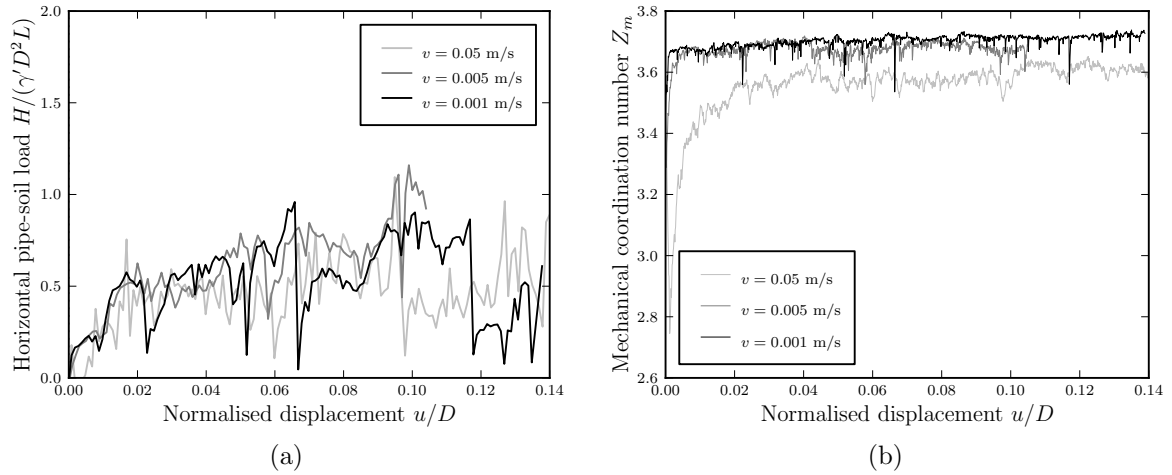 2.0
1.5
1.0
0.5
0.0
0.00 0.02 0.04 0.06 0.08 0.10 0.12 0.14
Horizontal pipe-soil load H/(γ′D²L)
Normalised displacement u/D
v = 0.05 m/s
v = 0.005 m/s
v = 0.001 m/s
(a)
3.8
3.6
3.4
3.2
3.0
2.8
2.6
0.00 0.02 0.04 0.06 0.08 0.10 0.12 0.14
Mechanical coordination number Zₘ
Normalised displacement u/D
v = 0.05 m/s
v = 0.005 m/s
v = 0.001 m/s
(b)